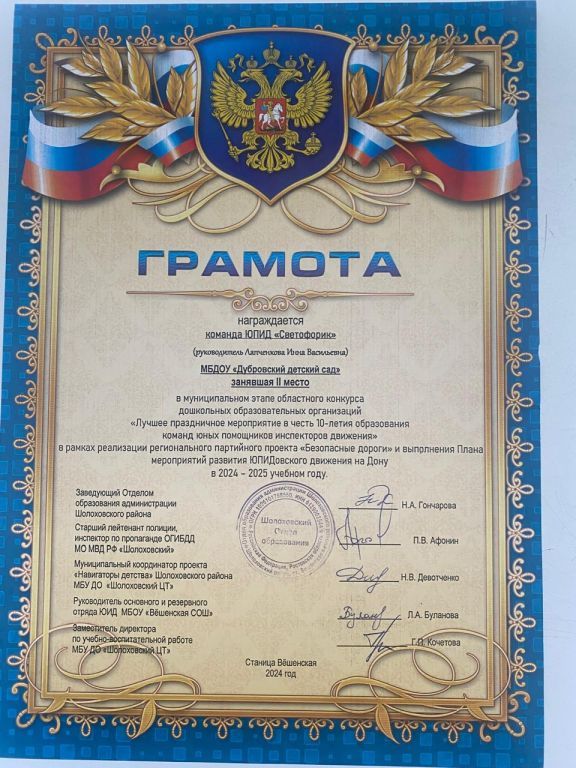 ГРАМОТА
награждается
команда ЮПИД «Светофорик»
(руководитель Лапченкова Инна Васильевна)
МБДОУ «Дубровский детский сад»
занявшая II место
в муниципальном этапе областного конкурса
дошкольных образовательных организаций
«Лучшее праздничное мероприятие в честь 10-летия образования
команд юных помощников инспекторов движения»
в рамках реализации регионального партийного проекта «Безопасные дороги» и выполнения Плана
мероприятий развития ЮПИДовского движения на Дону
в 2024 – 2025 учебном году.
Заведующий Отделом
образования администрации
Шолоховского района
Н.А. Гончарова
Старший лейтенант полиции,
инспектор по пропаганде ОГИБДД
МО МВД РФ «Шолоховский»
П.В. Афонин
Муниципальный координатор проекта
«Навигаторы детства» Шолоховского района
МБУ ДО «Шолоховский ЦТ»
Н.В. Девотченко
Руководитель основного и резервного
отряда ЮИД МБОУ «Вёшенская СОШ»
Л.А. Буланова
Заместитель директора
по учебно-воспитательной работе
МБУ ДО «Шолоховский ЦТ»
Г.П. Кочетова
Шолоховский
Отдел
образования
Станица Вёшенская
2024 год